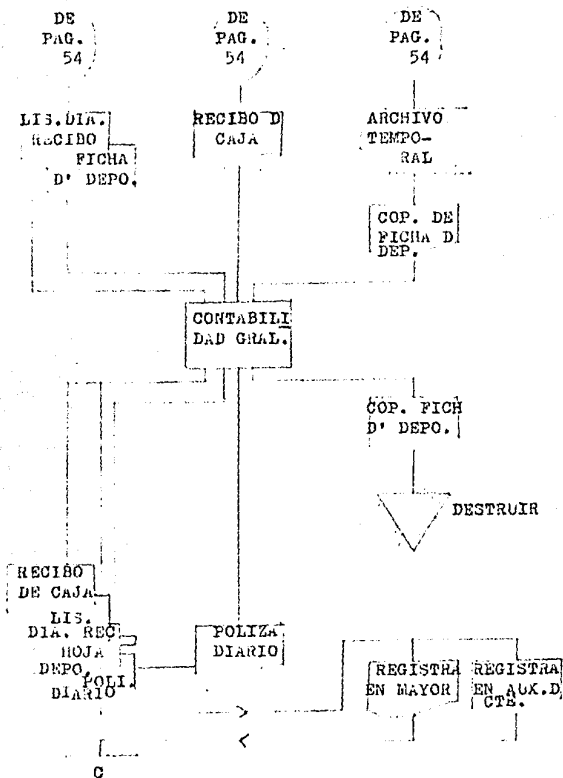 DE
PAG.
54
DE
PAG.
54
DE
PAG.
54
LIS.DIA.
RECIBO
FICHA
D' DEPO.
RECIBO D
CAJA
ARCHIVO
TEMPO-
RAL
COP. DE
FICHA D
DEP.
CONTABILI
DAD GRAL.
COP. FICH
D' DEPO.
DESTRUIR
RECIBO
DE CAJA
LIS.
DIA. REC
HOJA
DEPO.
POLI.
DIARIO
POLIZA
DIARIO
REGISTRA
EN MAYOR
REGISTRA
EN AUX.D
CTE.
C